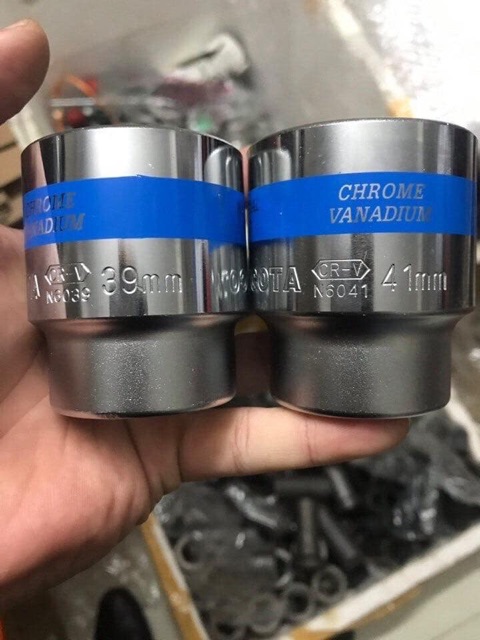 CHROME
VANADIUM
CR-V
N6039
39mm
CHROME
VANADIUM
CR-V
N6041
41mm